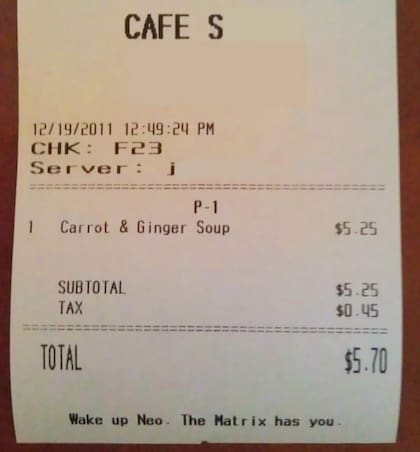 CAFE S
12/19/2011 12:49:24 PM
CHK: F23
Server: j
P-1
1 Carrot & Ginger Soup $5.25
SUBTOTAL $5.25
TAX $0.45
TOTAL $5.70
Wake up Neo. The Matrix has you.